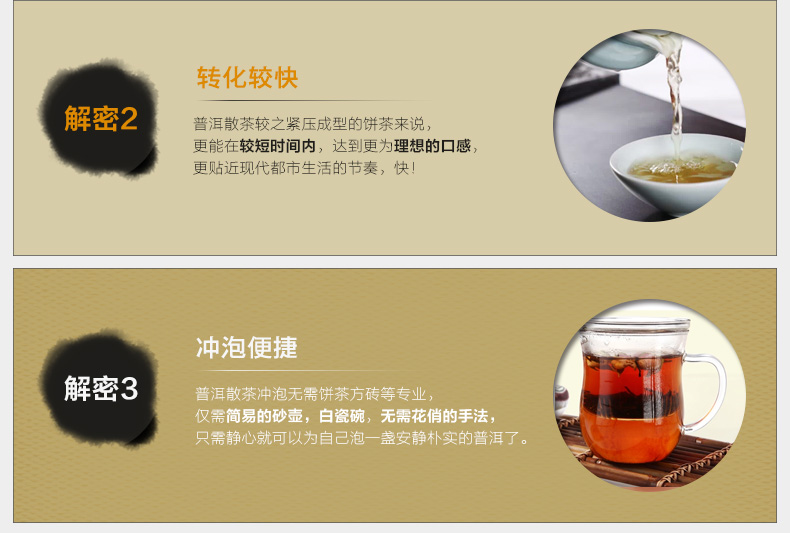 解密2
转化较快
普洱散茶较之紧压成型的饼茶来说，
更能在较短时间内，达到更为理想的口感，
更贴近现代都市生活的节奏，快！
解密3
冲泡便捷
普洱散茶冲泡无需饼茶方砖等专业，
仅需简易的砂壶，白瓷碗，无需花俏的手法，
只需静心就可以为自己泡一盏安静朴实的普洱了。